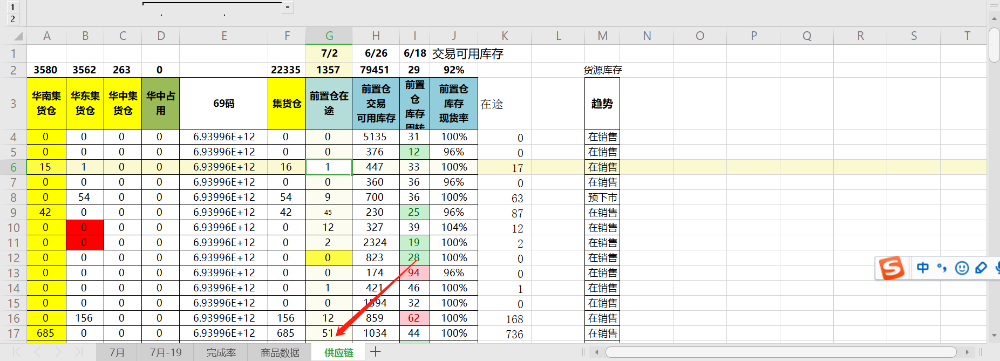 1
2
-
A B C D E F G H I J K L M N O P Q R S T
1 7/2 6/26 6/18 交易可用库存
2 3580 3562 263 0 22335 1357 79451 29 92% 货源库存
3 华南集货仓 华东集货仓 华中集货仓 华中占用 69码 集货仓 前置仓在途 前置仓交易可用库存 前置仓库存周转 前置仓库存现货率 在途 趋势
4 0 0 0 0 6.93996E+12 0 0 5135 31 100% 0 在销售
5 0 0 0 0 6.93996E+12 0 0 376 12 96% 0 在销售
6 15 1 0 0 6.93996E+12 16 1 447 33 100% 17 在销售
7 0 0 0 0 6.93996E+12 0 0 360 36 96% 0 在销售
8 0 54 0 0 6.93996E+12 54 9 700 36 100% 63 预下市
9 42 0 0 0 6.93996E+12 42 45 230 25 96% 87 在销售
10 0 0 0 0 6.93996E+12 0 12 327 39 104% 12 在销售
11 0 0 0 0 6.93996E+12 0 2 2324 19 100% 2 在销售
12 0 0 0 0 6.93996E+12 0 0 823 28 100% 0 在销售
13 0 0 0 0 6.93996E+12 0 0 174 94 96% 0 在销售
14 0 0 0 0 6.93996E+12 0 1 421 46 100% 1 在销售
15 0 0 0 0 6.93996E+12 0 0 1594 32 100% 0 在销售
16 0 156 0 0 6.93996E+12 156 12 859 62 100% 168 在销售
17 685 0 0 0 6.93996E+12 685 51 1034 44 100% 736 在销售
S 中
7月 7月-19 完成率 商品数据 供应链 +